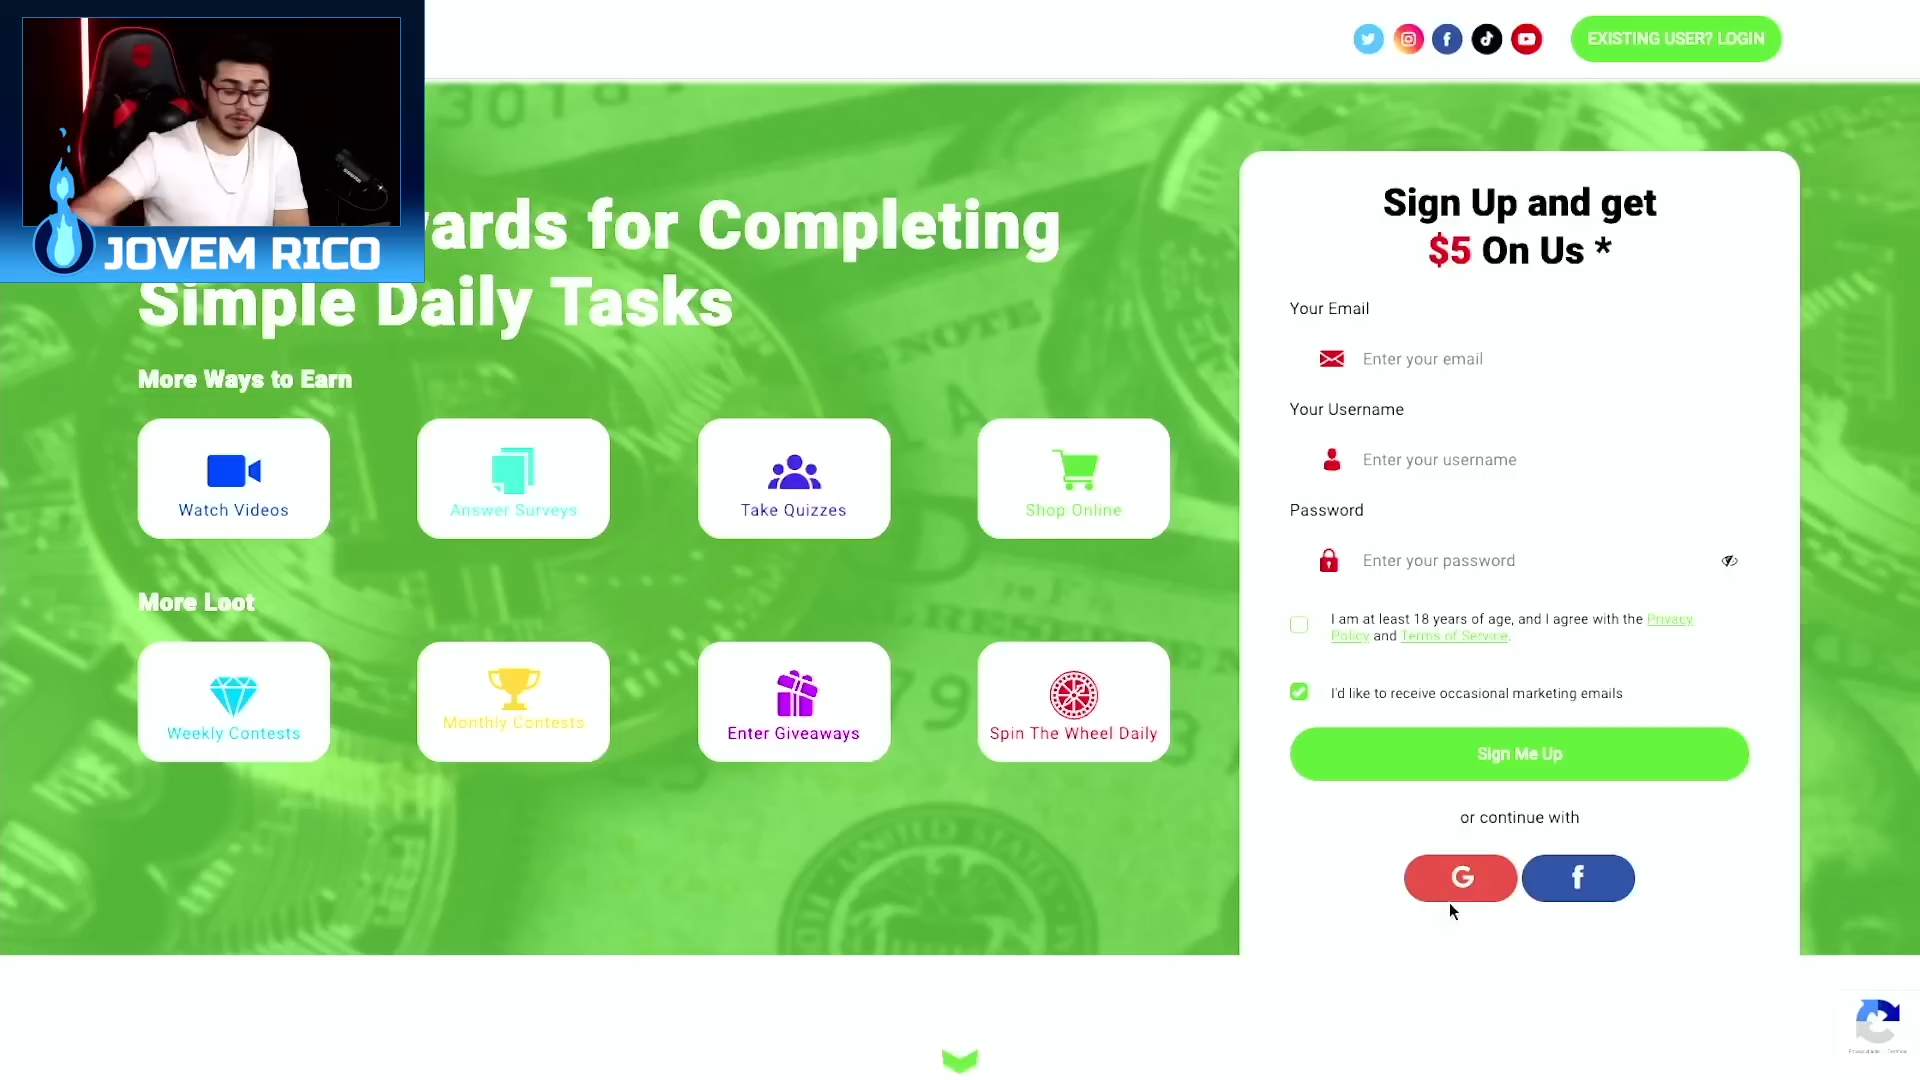 JOVEM RICO
EXISTING USER? LOGIN
ards for Completing
Simple Daily Tasks
More Ways to Earn
Watch Videos
Answer Surveys
Take Quizzes
Shop Online
More Loot
Weekly Contests
Monthly Contests
Enter Giveaways
Spin The Wheel Daily
Sign Up and get
$5 On Us *
Your Email
Enter your email
Your Username
Enter your username
Password
Enter your password
I am at least 18 years of age, and I agree with the Privacy
Policy and Terms of Service.
I'd like to receive occasional marketing emails
Sign Me Up
or continue with
G f